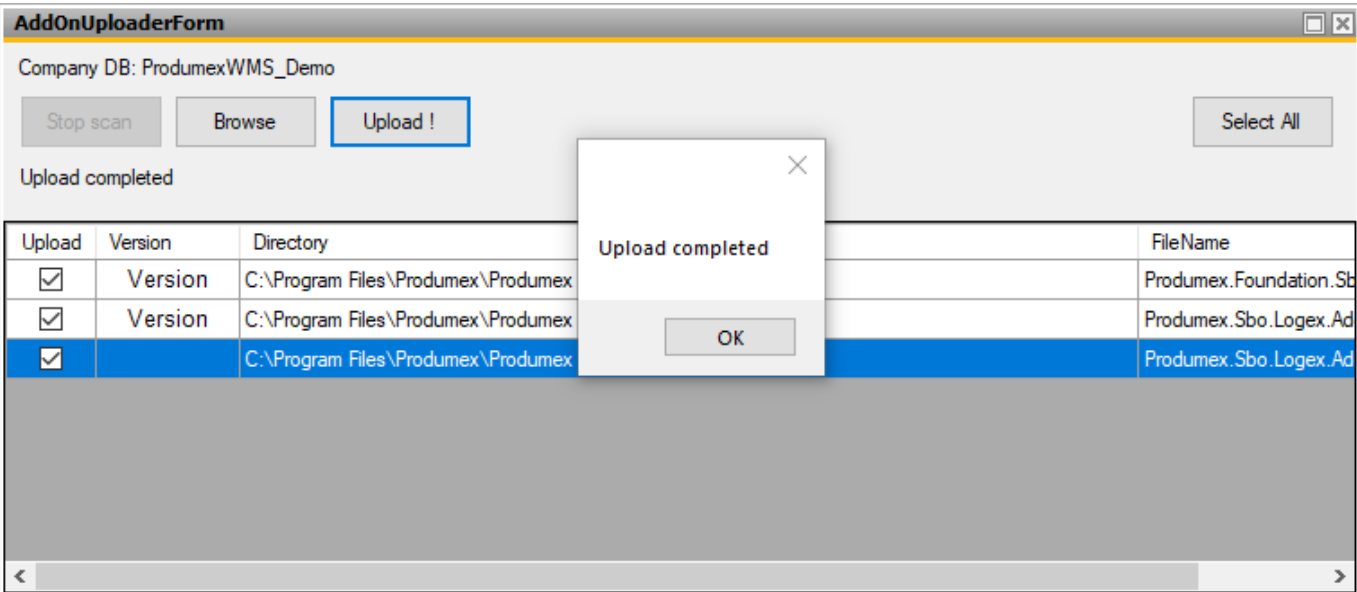 AddOnUploaderForm
Company DB: ProdumexWMS_Demo
Stop scan Browse Upload ! Select All
Upload completed
Upload completed
OK
Upload Version Directory FileName
Version C:\Program Files\Produmex\Produmex Produmex.Foundation.Sb
Version C:\Program Files\Produmex\Produmex Produmex.Sbo.Logex.Ad
C:\Program Files\Produmex\Produmex Produmex.Sbo.Logex.Ad